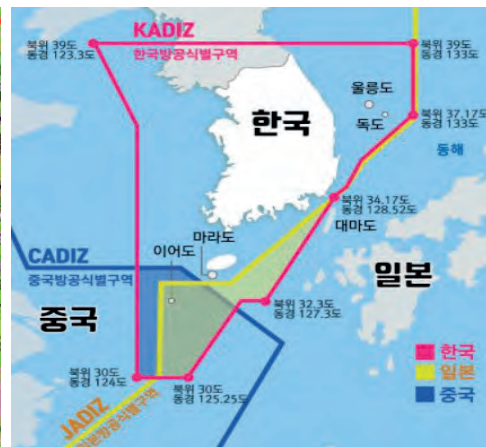 KADIZ
한국방공식별구역
북위 39도
동경 123.3도
북위 39도
동경 133도
울릉도
독도
한국
북위 37.17도
동경 133도
동해
북위 34.17도
동경 128.52도
대마도
마라도
이어도
CADIZ
중국방공식별구역
일본
중국
북위 32.3도
동경 127.3도
한국
일본
중국
북위 30도
동경 124도
북위 30도
동경 125.25도
JADIZ
일본방공식별구역